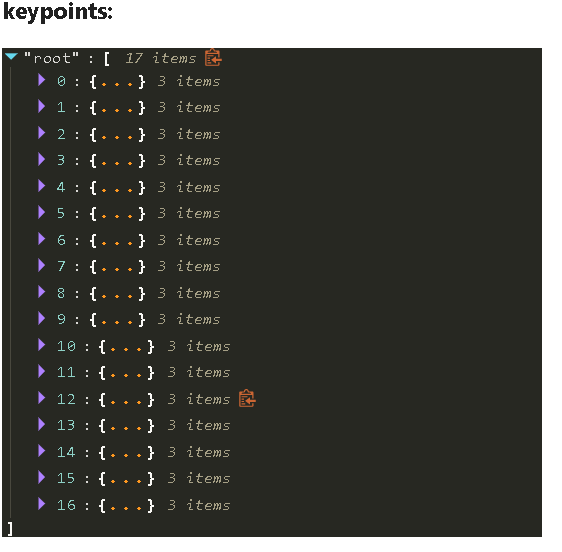 keypoints:
"root" : [ 17 items
0 : {...} 3 items
1 : {...} 3 items
2 : {...} 3 items
3 : {...} 3 items
4 : {...} 3 items
5 : {...} 3 items
6 : {...} 3 items
7 : {...} 3 items
8 : {...} 3 items
9 : {...} 3 items
10 : {...} 3 items
11 : {...} 3 items
12 : {...} 3 items
13 : {...} 3 items
14 : {...} 3 items
15 : {...} 3 items
16 : {...} 3 items
]